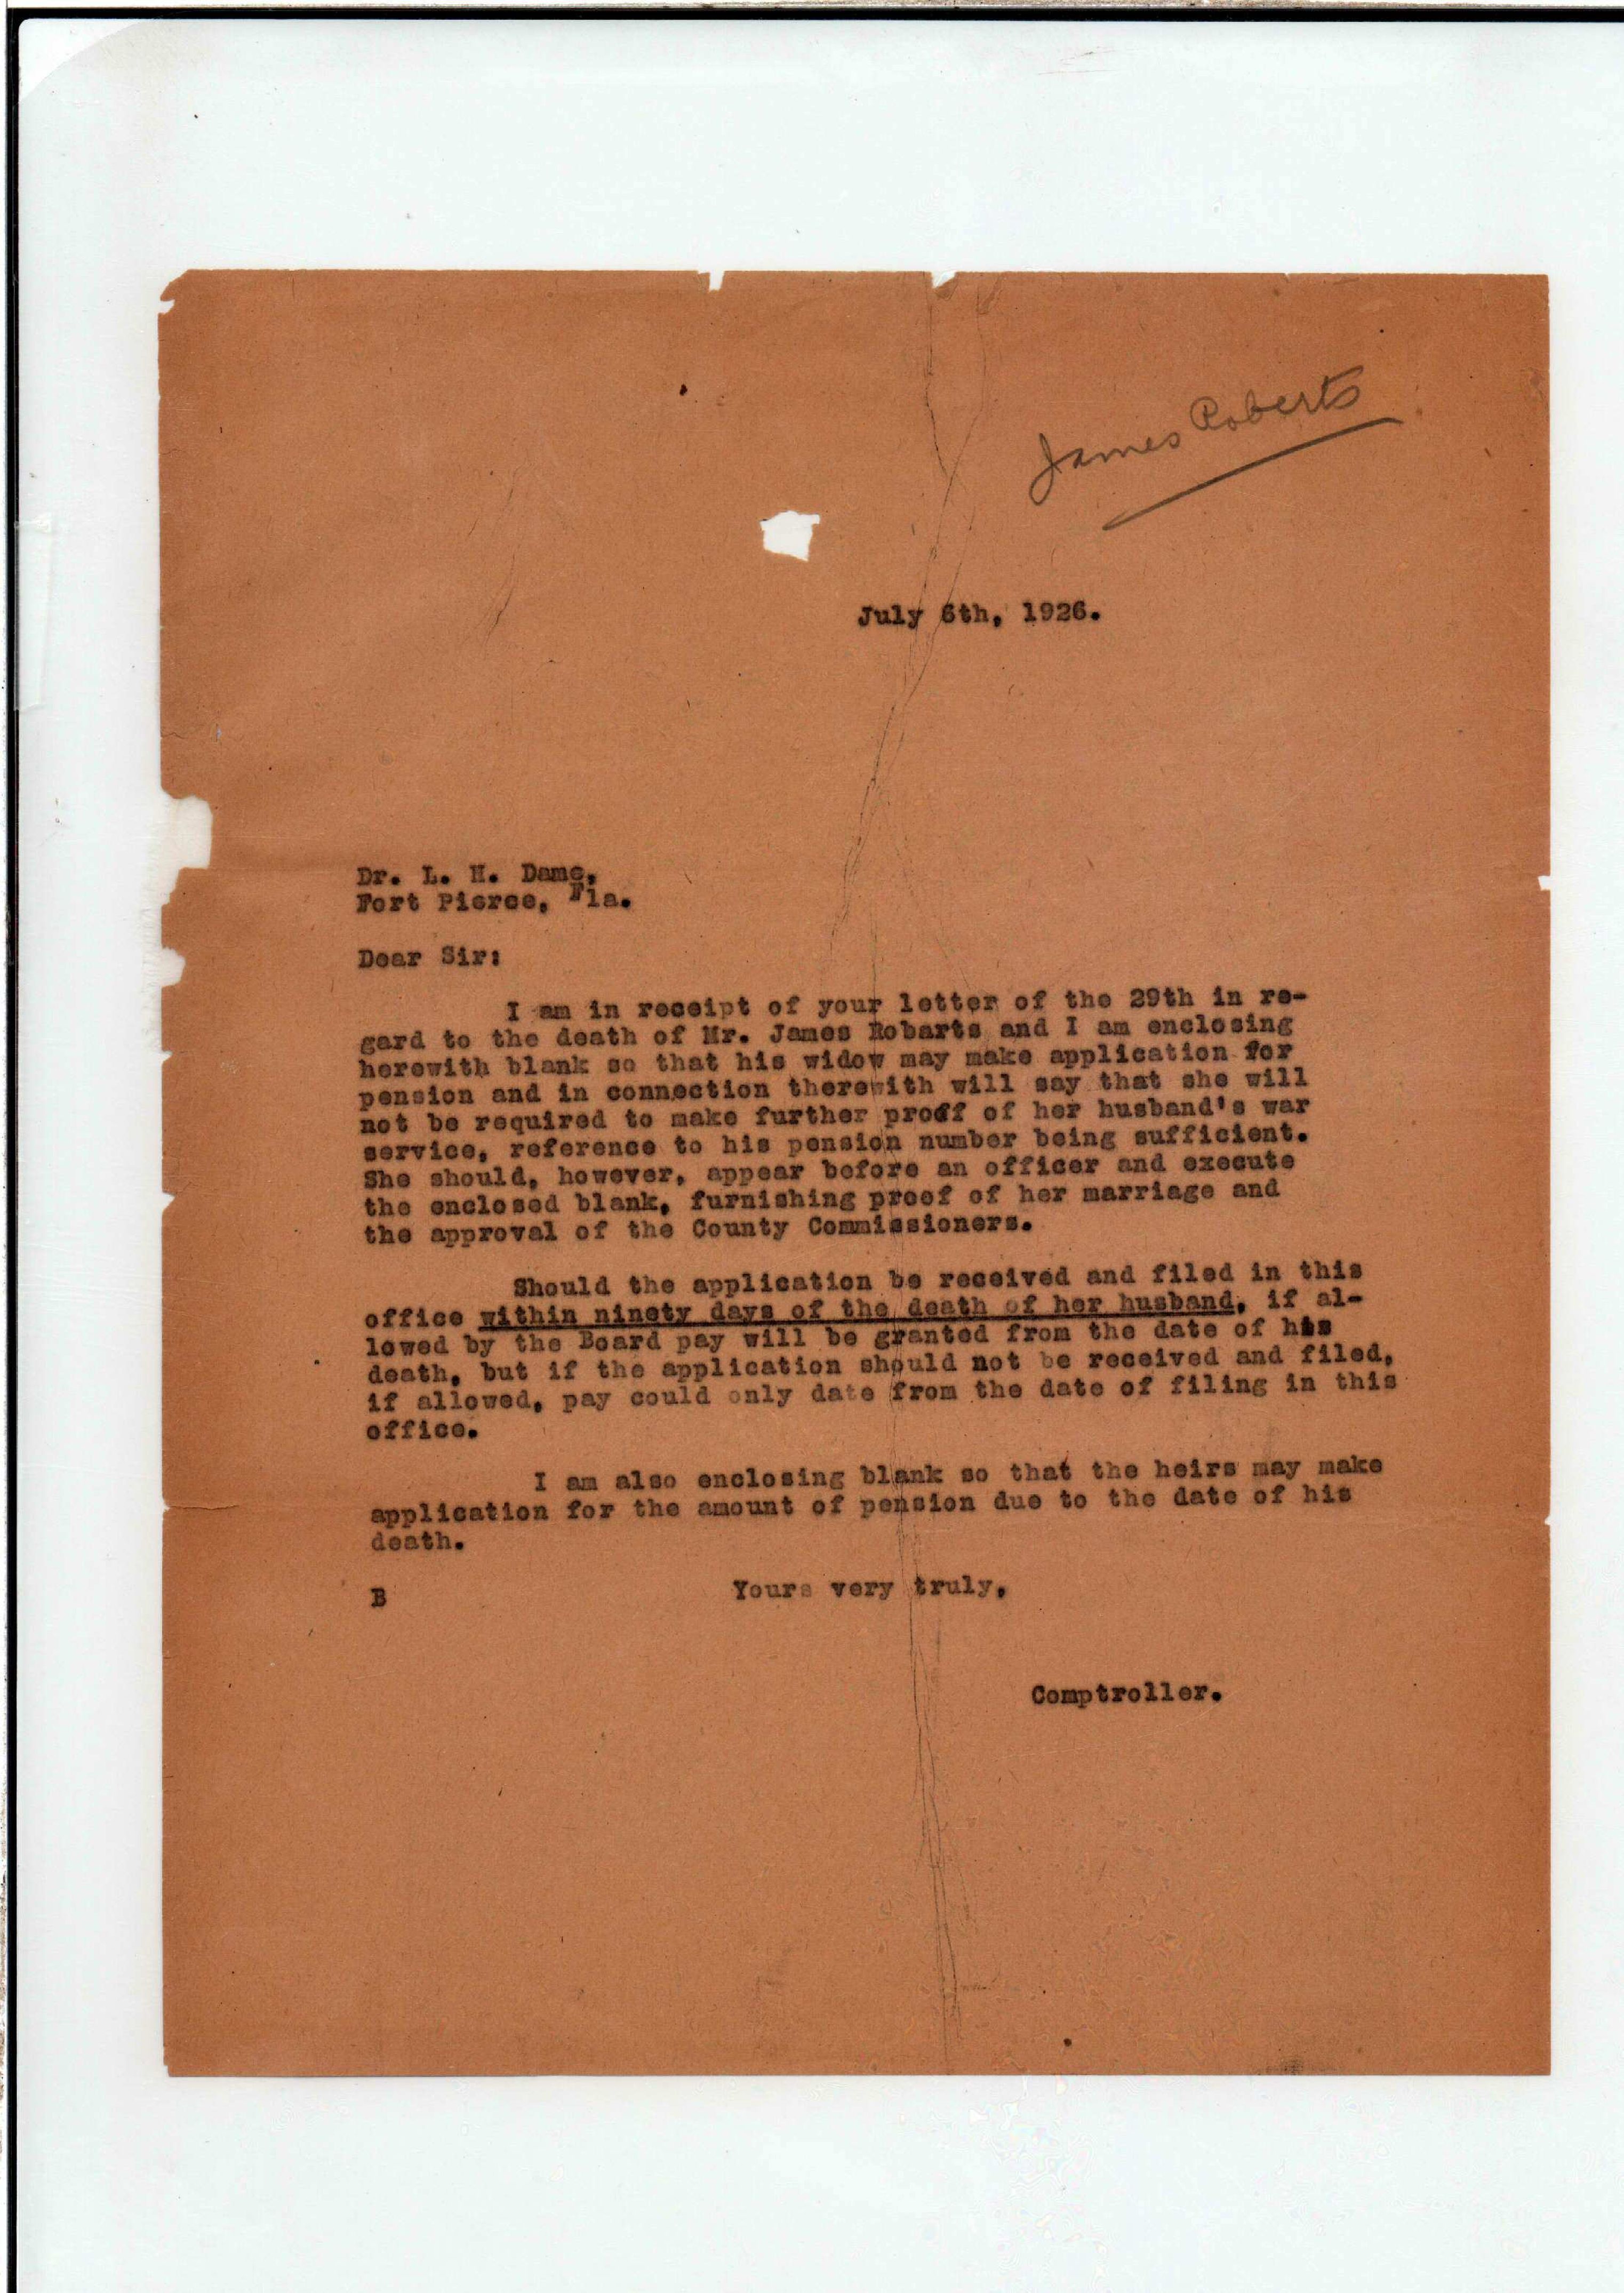 James Roberts
July 6th, 1926.
Dr. L. H. Dame,
Fort Pierce, Fla.
Dear Sir:
I am in receipt of your letter of the 29th in re-
gard to the death of Mr. James Robarts and I am enclosing
herewith blank so that his widow may make application for
pension and in connection therewith will say that she will
not be required to make further proff of her husband's war
service, reference to his pension number being sufficient.
She should, however, appear before an officer and execute
the enclosed blank, furnishing proof of her marriage and
the approval of the County Commissioners.
Should the application be received and filed in this
office within ninety days of the death of her husband, if al-
lowed by the Board pay will be granted from the date of his
death, but if the application should not be received and filed,
if allowed, pay could only date from the date of filing in this
office.
I am also enclosing blank so that the heirs may make
application for the amount of pension due to the date of his
death.
B Yours very truly,
Comptroller.